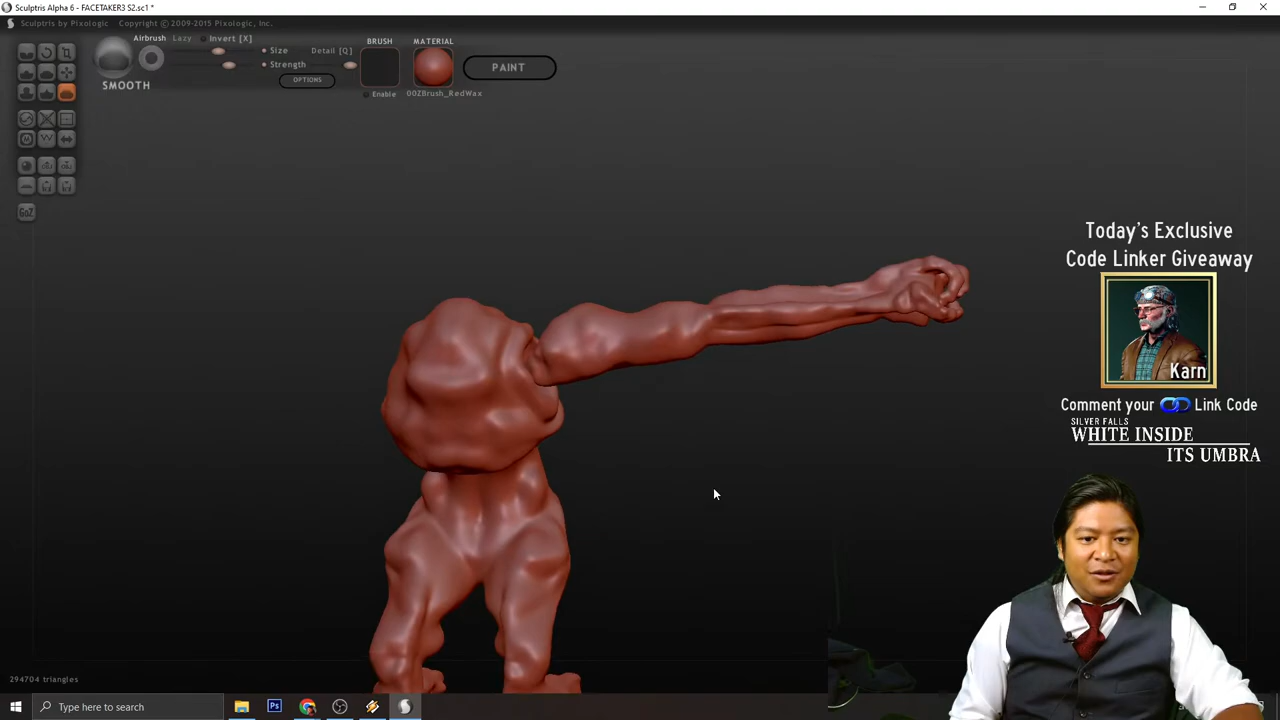 Sculptris Alpha 6 - FACETAKER3 S2.sc1 *
Sculptris by Pixologic Copyright © 2009-2015 Pixologic, Inc.
Airbrush Lazy Invert [X]
Size Detail [Q]
Strength
OPTIONS
SMOOTH
BRUSH
Enable
MATERIAL
00ZBrush_RedWax
PAINT
GoZ
Today's Exclusive
Code Linker Giveaway
Karn
Comment your Link Code
SILVER FALLS
WHITE INSIDE
ITS UMBRA
294704 triangles
Type here to search
Ps